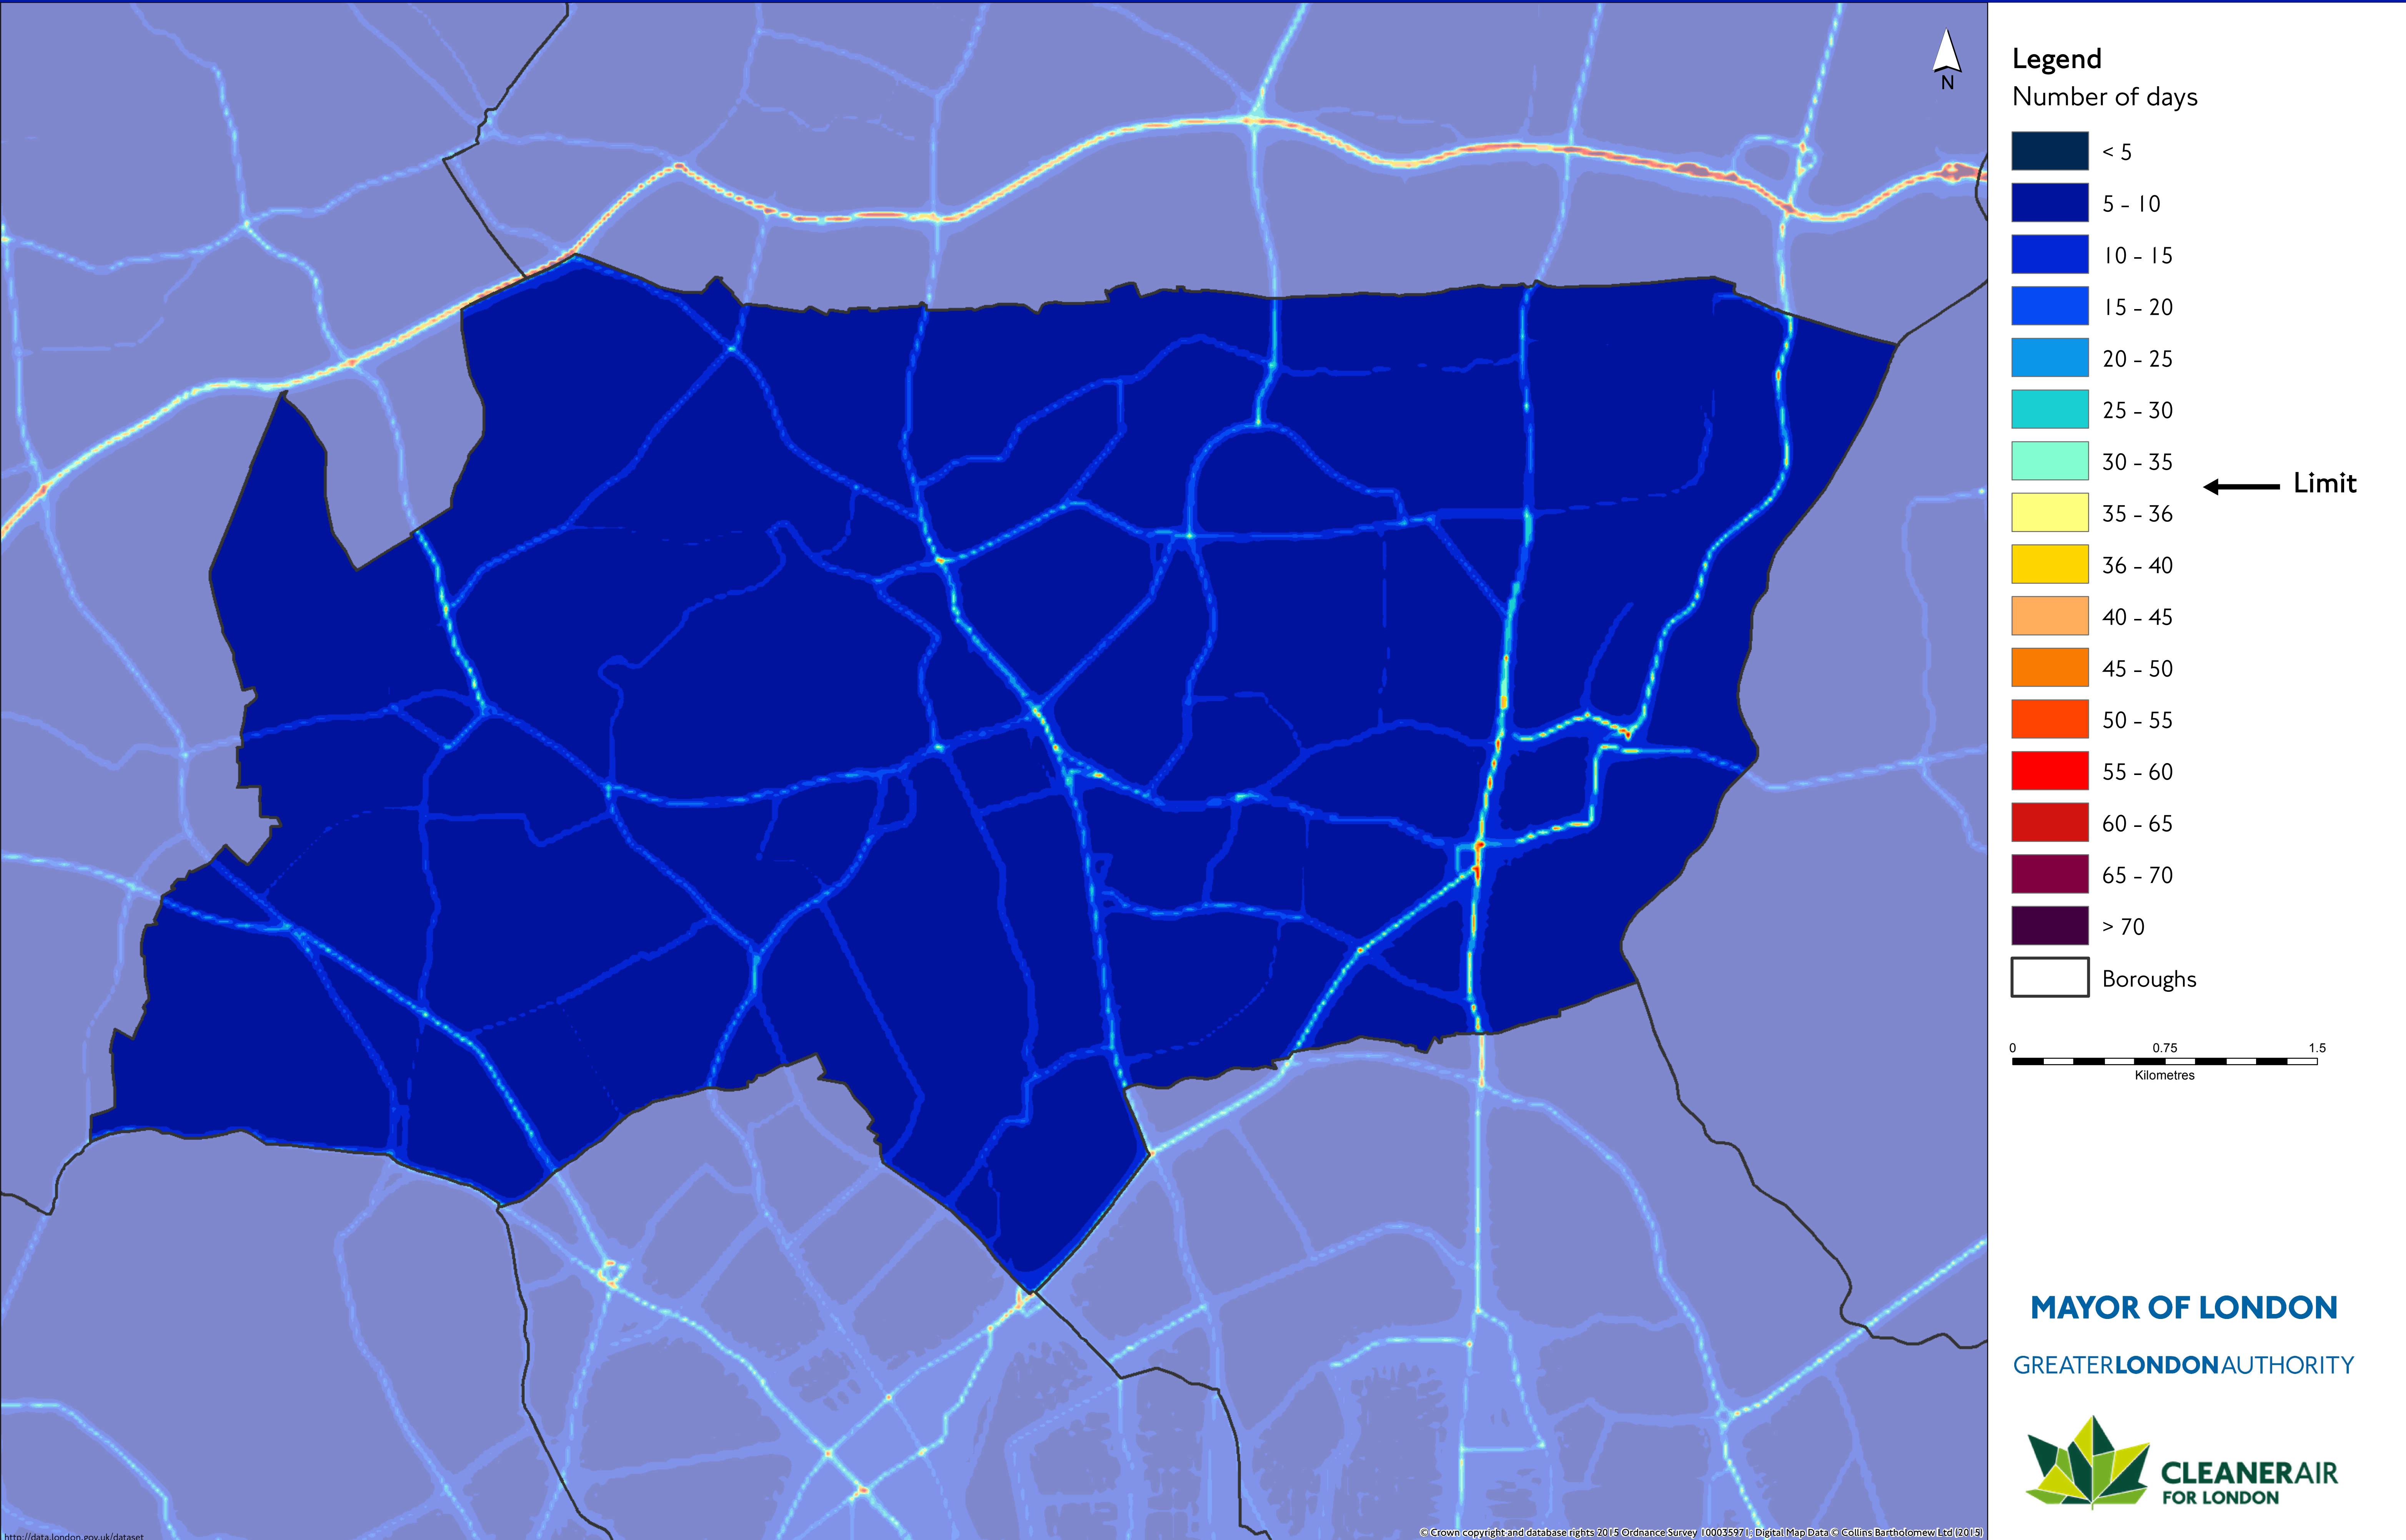 N
Legend
Number of days
< 5
5 - 10
10 - 15
15 - 20
20 - 25
25 - 30
30 - 35
Limit
35 - 36
36 - 40
40 - 45
45 - 50
50 - 55
55 - 60
60 - 65
65 - 70
> 70
Boroughs
0 0.75 1.5
Kilometres
MAYOR OF LONDON
GREATERLONDONAUTHORITY
CLEANERAIR
FOR LONDON
http://data.london.gov.uk/dataset
© Crown copyright and database rights 2015 Ordnance Survey 100035971; Digital Map Data © Collins Bartholomew Ltd (2015)